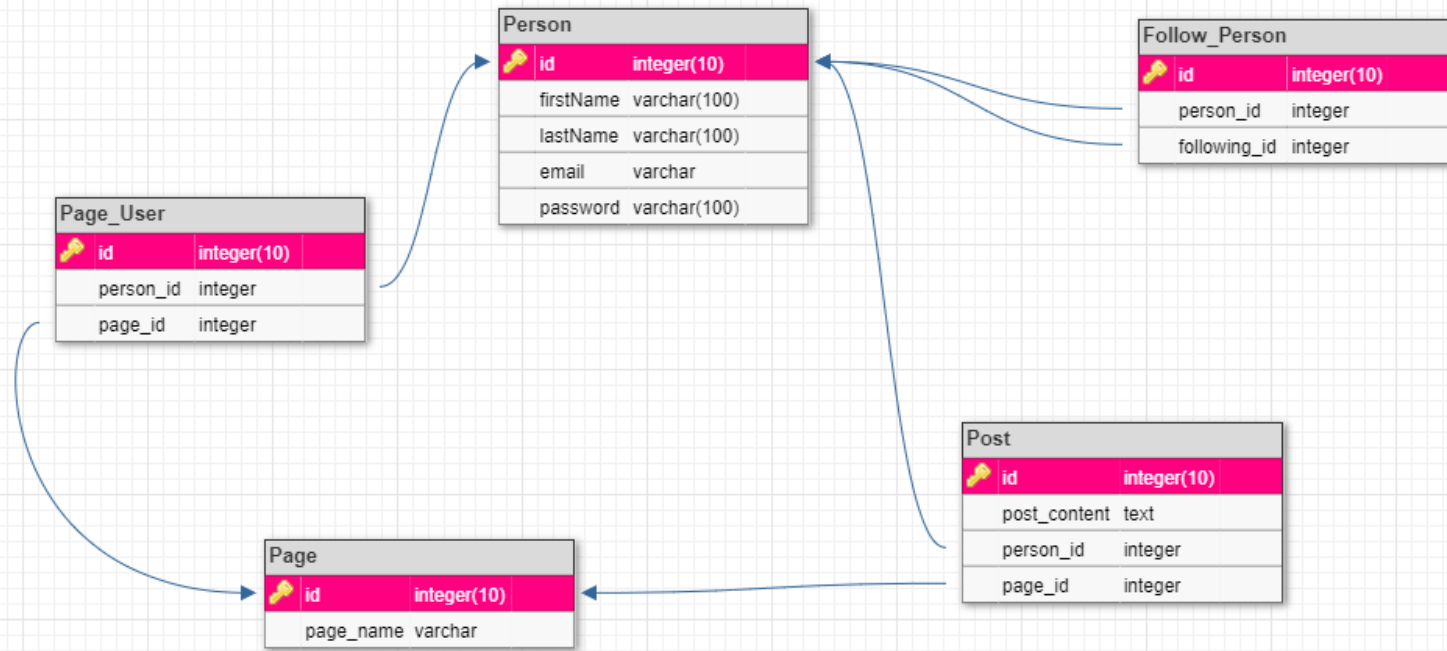 Person
id integer(10)
firstName varchar(100)
lastName varchar(100)
email varchar
password varchar(100)
Follow_Person
id integer(10)
person_id integer
following_id integer
Page_User
id integer(10)
person_id integer
page_id integer
Post
id integer(10)
post_content text
person_id integer
page_id integer
Page
id integer(10)
page_name varchar